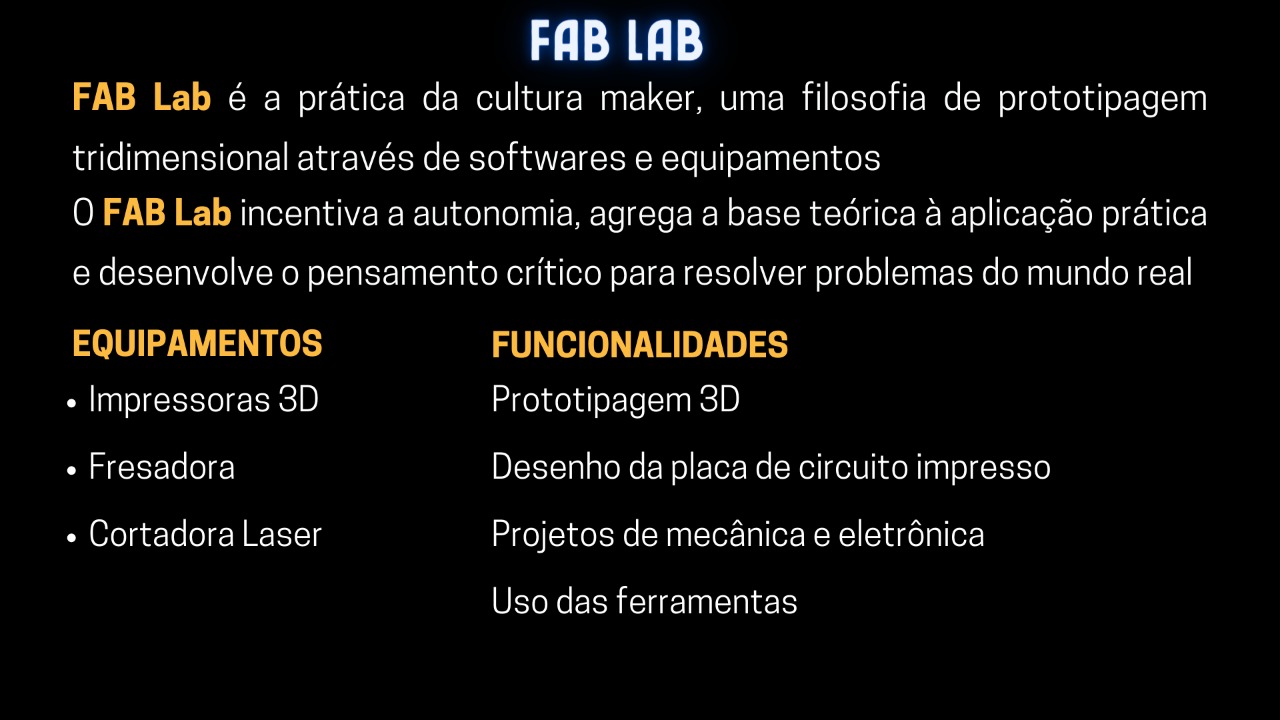 FAB LAB
FAB Lab é a prática da cultura maker, uma filosofia de prototipagem
tridimensional através de softwares e equipamentos
O FAB Lab incentiva a autonomia, agrega a base teórica à aplicação prática
e desenvolve o pensamento crítico para resolver problemas do mundo real
EQUIPAMENTOS
• Impressoras 3D
• Fresadora
• Cortadora Laser
FUNCIONALIDADES
Prototipagem 3D
Desenho da placa de circuito impresso
Projetos de mecânica e eletrônica
Uso das ferramentas